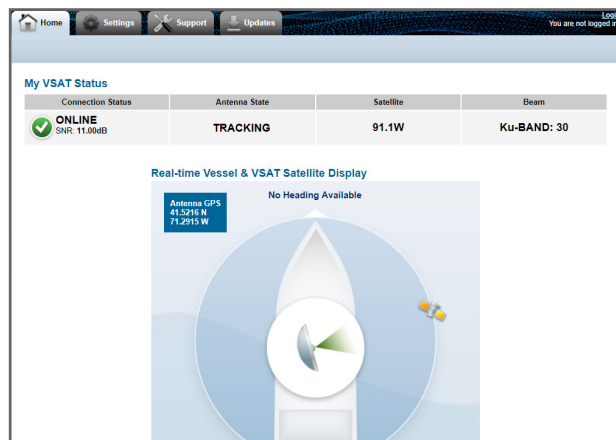 Home
Settings
Support
Updates
You are not logged in
My VSAT Status
Connection Status
Antenna State
Satellite
Beam
ONLINE
SNR: 11.00dB
TRACKING
91.1W
Ku-BAND: 30
Real-time Vessel & VSAT Satellite Display
Antenna GPS
41.5216 N
71.2915 W
No Heading Available